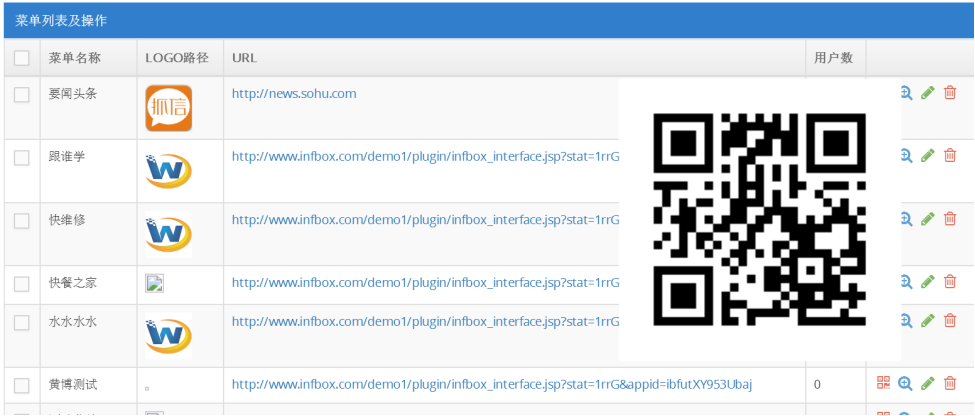 菜单列表及操作
菜单名称 LOGO路径 URL 用户数
要闻头条 抓信 http://news.sohu.com
跟谁学 W http://www.infbox.com/demo1/plugin/infbox_interface.jsp?stat=1rrG
快维修 W http://www.infbox.com/demo1/plugin/infbox_interface.jsp?stat=1rrG
快餐之家 http://www.infbox.com/demo1/plugin/infbox_interface.jsp?stat=1rrG
水水水水 W http://www.infbox.com/demo1/plugin/infbox_interface.jsp?stat=1rrG
黄博测试 http://www.infbox.com/demo1/plugin/infbox_interface.jsp?stat=1rrG&appid=ibfutXY953Ubaj 0